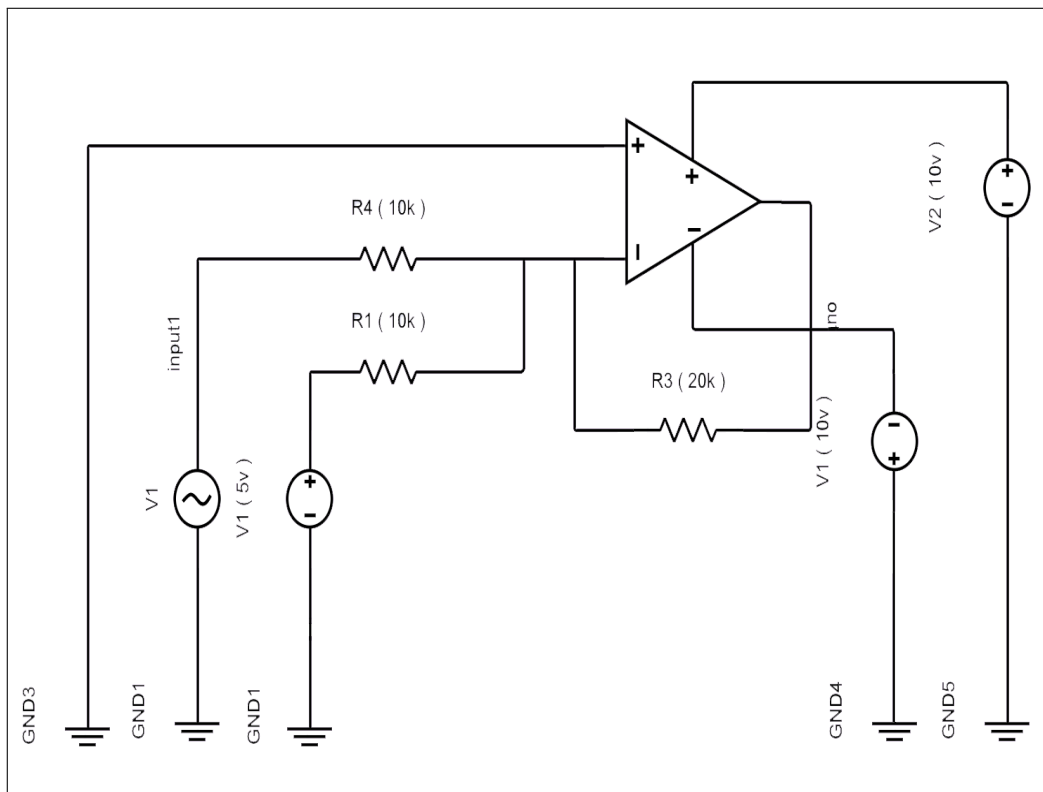 R4 ( 10k )
V2 ( 10v )
input1
R1 ( 10k )
R3 ( 20k )
V1
V1 ( 5v )
V1 ( 10v )
GND3
GND1
GND1
GND4
GND5